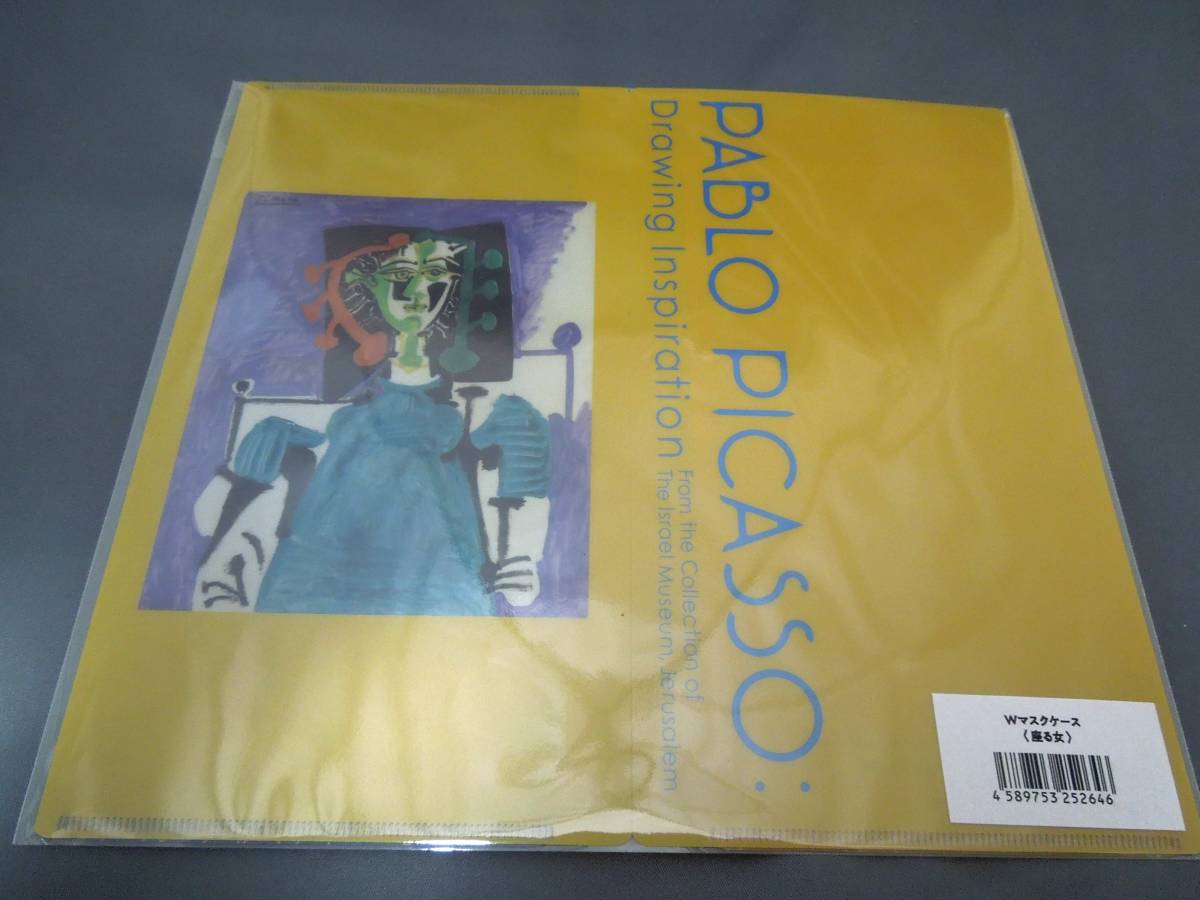 PABLO PICASSO:
Drawing Inspiration
From the Collection of
The Israel Museum, Jerusalem
Wマスクケース
〈座る女〉
4 589753 252646